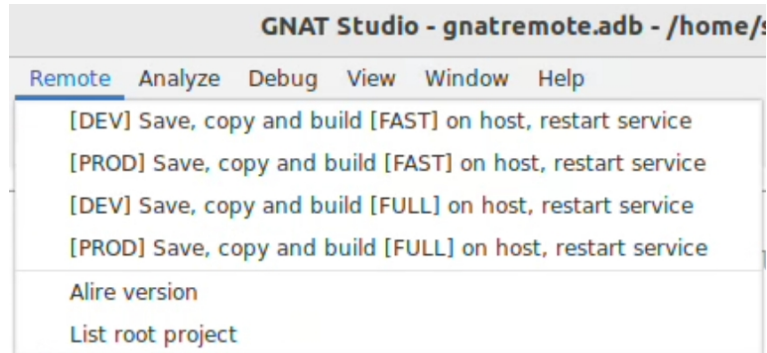 GNAT Studio - gnatremote.adb - /home/
Remote Analyze Debug View Window Help
[DEV] Save, copy and build [FAST] on host, restart service
[PROD] Save, copy and build [FAST] on host, restart service
[DEV] Save, copy and build [FULL] on host, restart service
[PROD] Save, copy and build [FULL] on host, restart service
Alire version
List root project